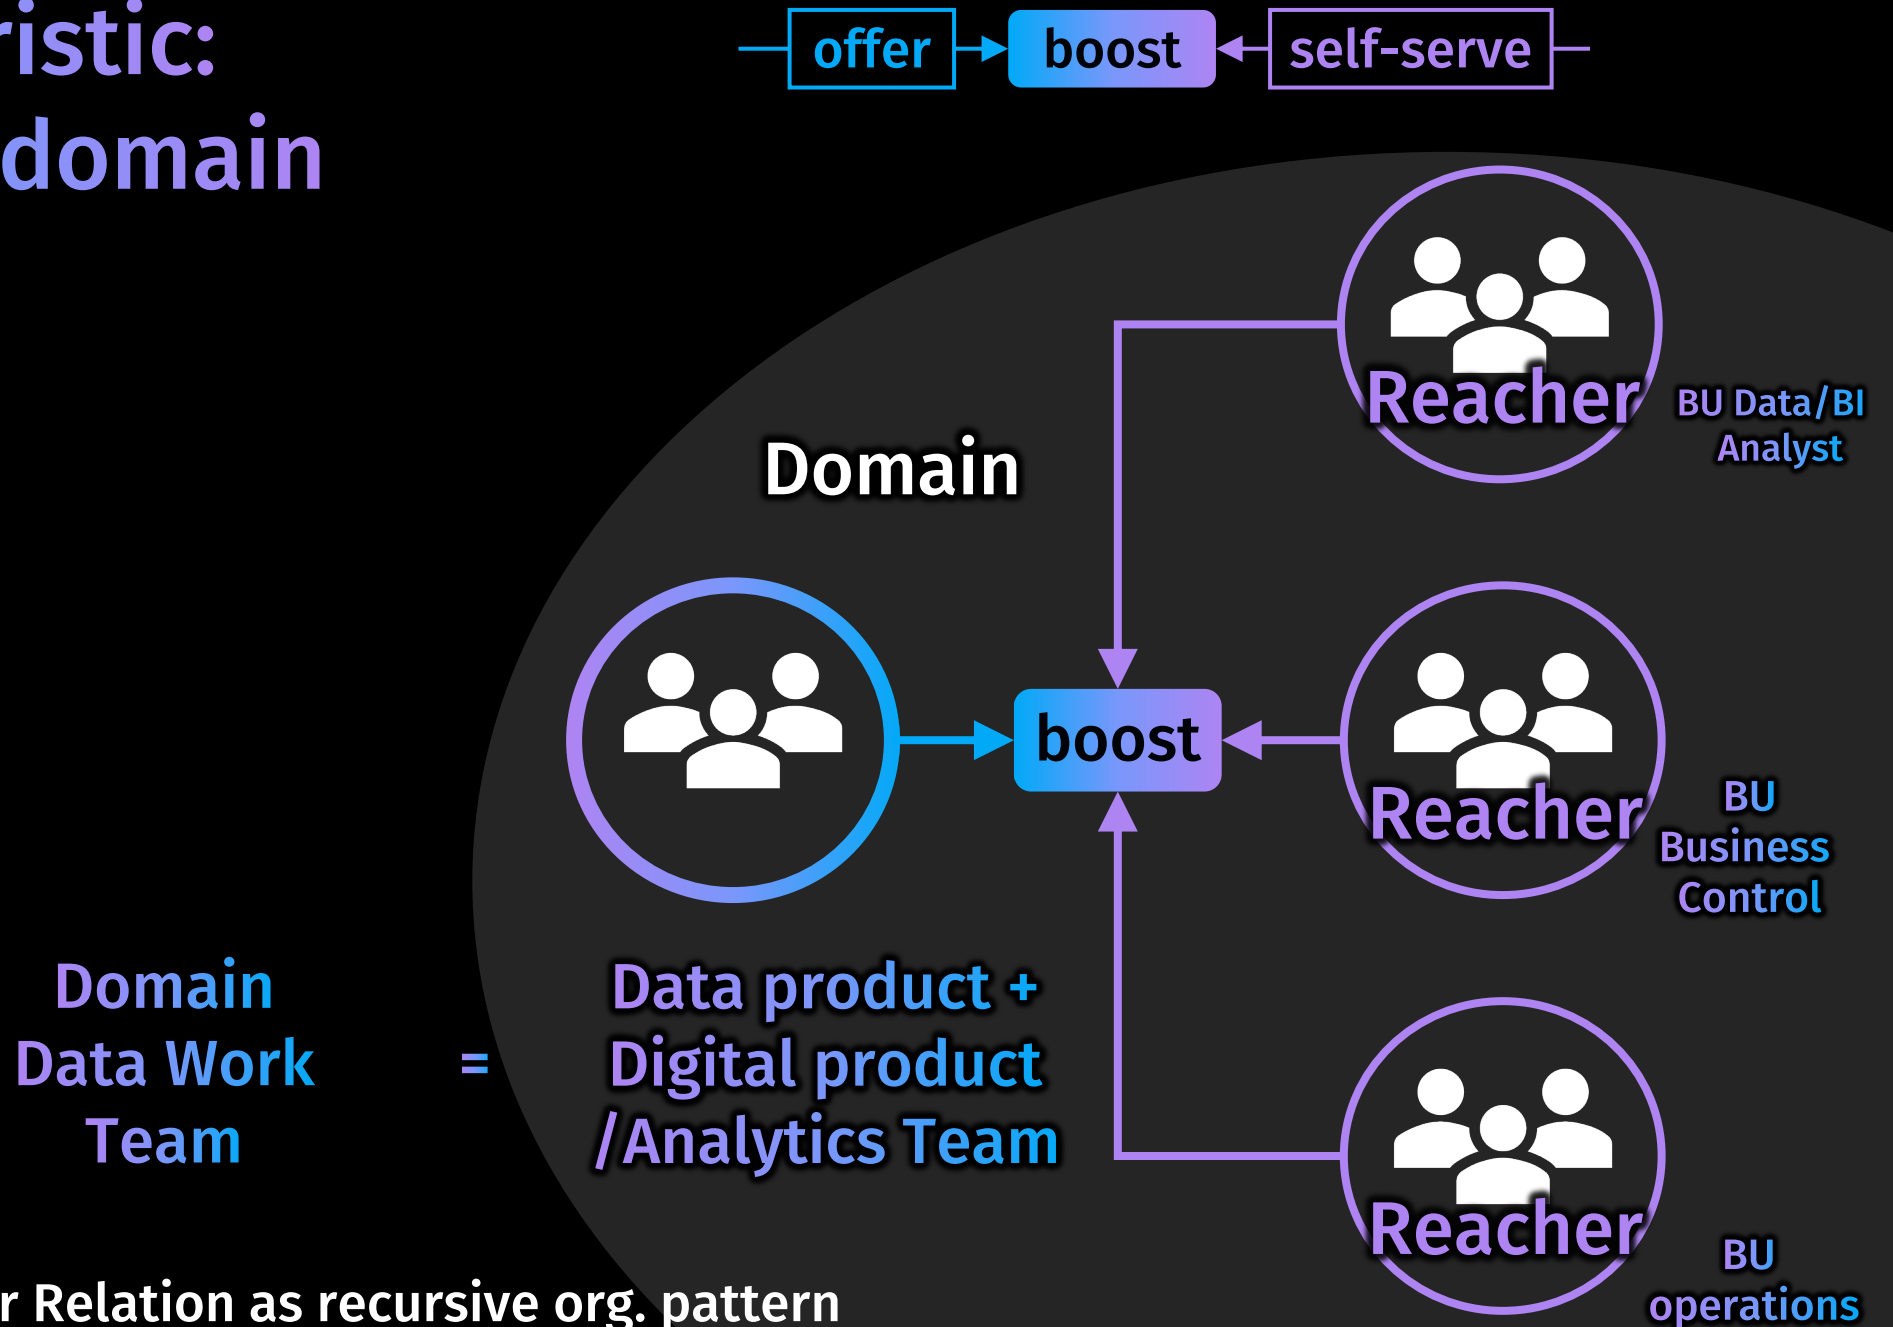 ristic:
domain
offer
boost
self-serve
Reacher
BU Data/BI
Analyst
Domain
boost
Reacher
BU
Business
Control
Domain
Data Work
Team
=
Data product +
Digital product
/Analytics Team
Reacher
BU
operations
r Relation as recursive org. pattern